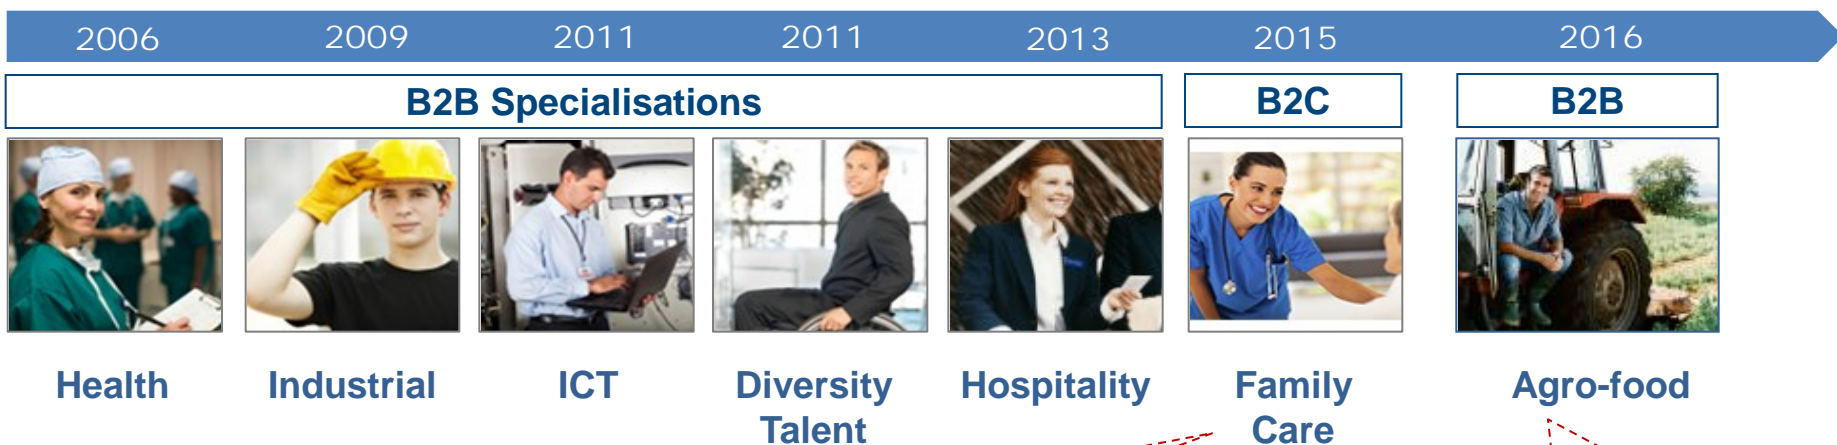 2006 2009 2011 2011 2013 2015 2016
B2B Specialisations B2C B2B
Health Industrial ICT Diversity Hospitality Family Agro-food
Talent Care